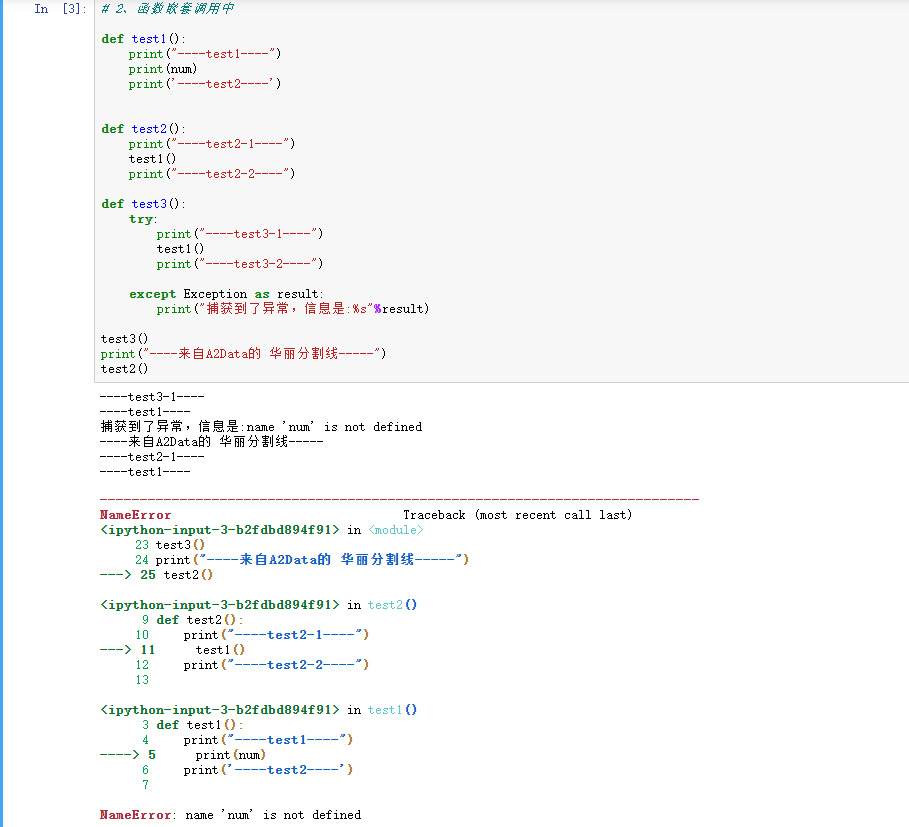 In [3]: # 2、函数嵌套调用中
def test1():
print("----test1----")
print(num)
print('----test2----')
def test2():
print("----test2-1----")
test1()
print("----test2-2----")
def test3():
try:
print("----test3-1----")
test1()
print("----test3-2----")
except Exception as result:
print("捕获到了异常，信息是:%s"%result)
test3()
print("----来自A2Data的 华丽分割线-----")
test2()
----test3-1----
----test1----
捕获到了异常，信息是:name 'num' is not defined
----来自A2Data的 华丽分割线-----
----test2-1----
----test1----
---------------------------------------------------------------------------
NameError Traceback (most recent call last)
<ipython-input-3-b2fdbd894f91> in <module>
23 test3()
24 print("----来自A2Data的 华丽分割线-----")
---> 25 test2()
<ipython-input-3-b2fdbd894f91> in test2()
9 def test2():
10 print("----test2-1----")
---> 11 test1()
12 print("----test2-2----")
13
<ipython-input-3-b2fdbd894f91> in test1()
3 def test1():
4 print("----test1----")
----> 5 print(num)
6 print('----test2----')
7
NameError: name 'num' is not defined